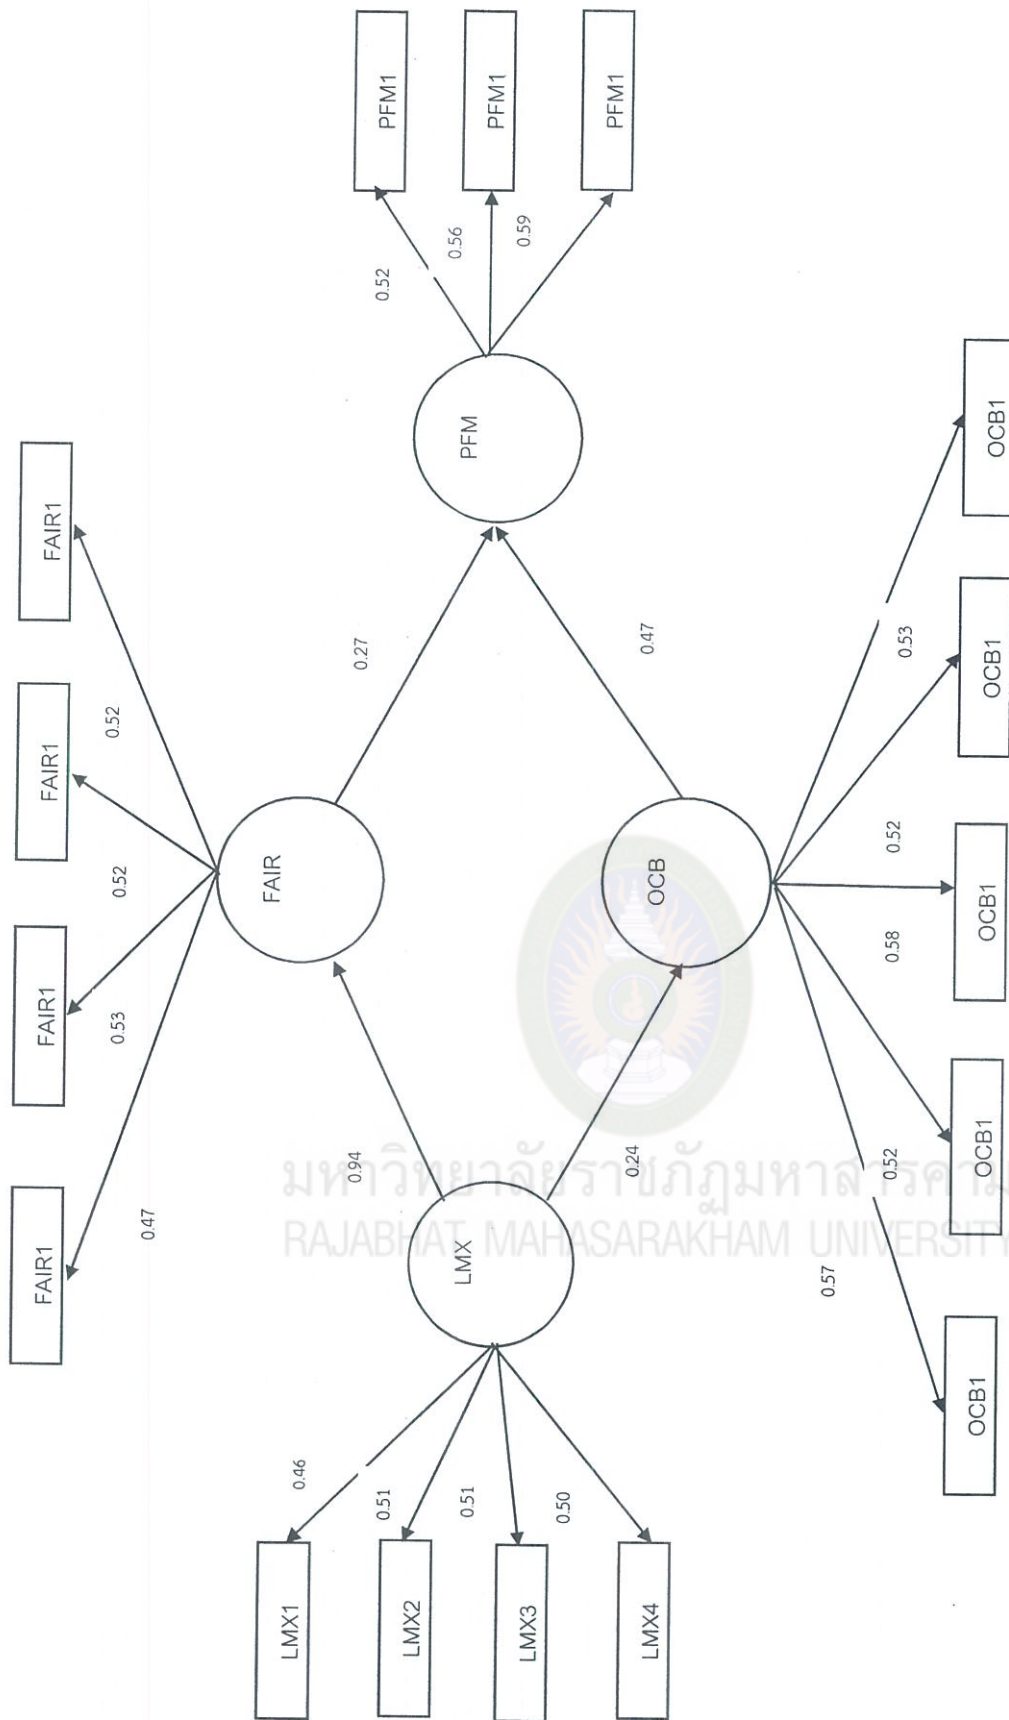 FAIR1
FAIR1
FAIR1
FAIR1
0.47
0.53
0.52
0.52
LMX1
LMX2
LMX3
LMX4
0.46
0.51
0.51
0.50
LMX
0.94
0.24
FAIR
OCB
0.27
0.47
PFM
0.52
0.56
0.59
PFM1
PFM1
PFM1
0.57
0.52
0.58
0.52
0.53
OCB1
OCB1
OCB1
OCB1
OCB1
มหาวิทยาลัยราชภัฏมหาสารคาม
RAJABHAT MAHASARAKHAM UNIVERSITY